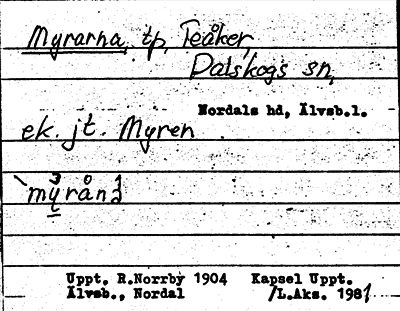 Myrarna, tp, Teåker,
Dalskogs sn,
Nordals hd, Älvsb.l.
ek. jt. Myren
Uppt. R.Norrby 1904 Kapsel Uppt.
Älvsb., Nordal /L.Aks. 1981